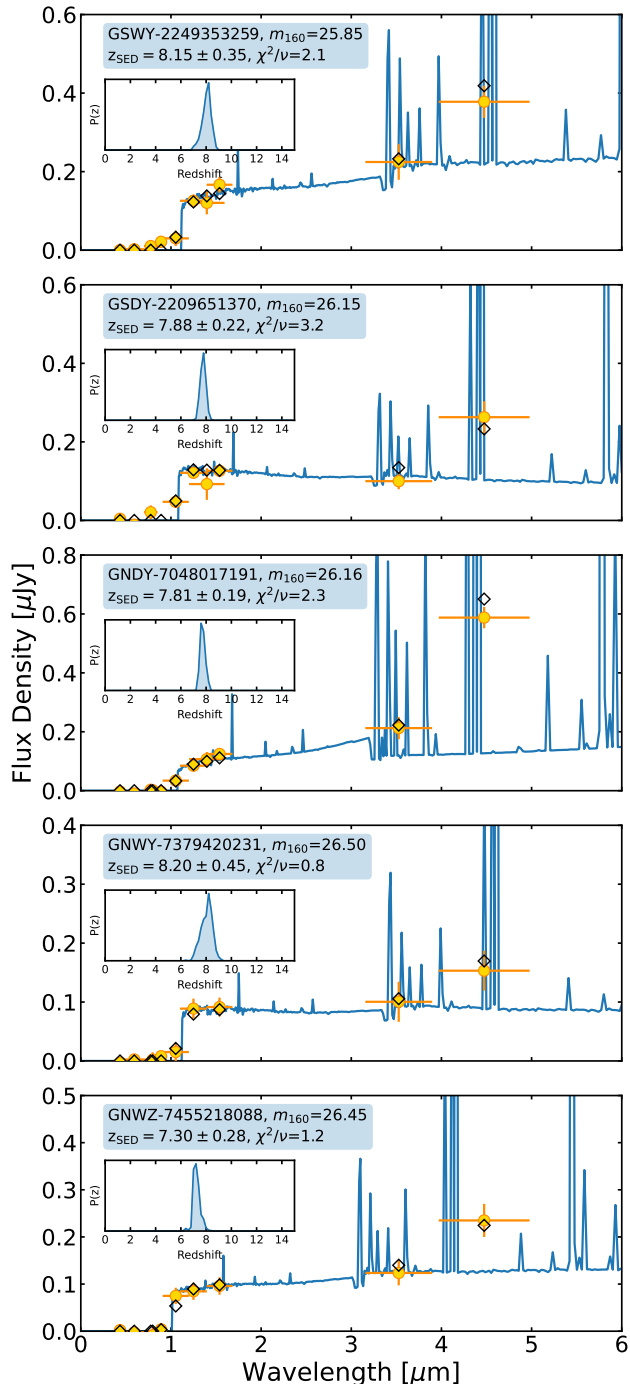 Flux Density [μJy]
0.6
0.4
0.2
0.0
GSWY-2249353259, m₁₆₀=25.85
z_SED = 8.15 ± 0.35, χ²/ν=2.1
P(z)
0 2 4 6 8 10 12 14
Redshift
0.6
0.4
0.2
0.0
GSDY-2209651370, m₁₆₀=26.15
z_SED = 7.88 ± 0.22, χ²/ν=3.2
P(z)
0 2 4 6 8 10 12 14
Redshift
0.8
0.6
0.4
0.2
0.0
GNDY-7048017191, m₁₆₀=26.16
z_SED = 7.81 ± 0.19, χ²/ν=2.3
P(z)
0 2 4 6 8 10 12 14
Redshift
0.4
0.3
0.2
0.1
0.0
GNWY-7379420231, m₁₆₀=26.50
z_SED = 8.20 ± 0.45, χ²/ν=0.8
P(z)
0 2 4 6 8 10 12 14
Redshift
0.5
0.4
0.3
0.2
0.1
0.0
GNWZ-7455218088, m₁₆₀=26.45
z_SED = 7.30 ± 0.28, χ²/ν=1.2
P(z)
0 2 4 6 8 10 12 14
Redshift
0 1 2 3 4 5 6
Wavelength [μm]